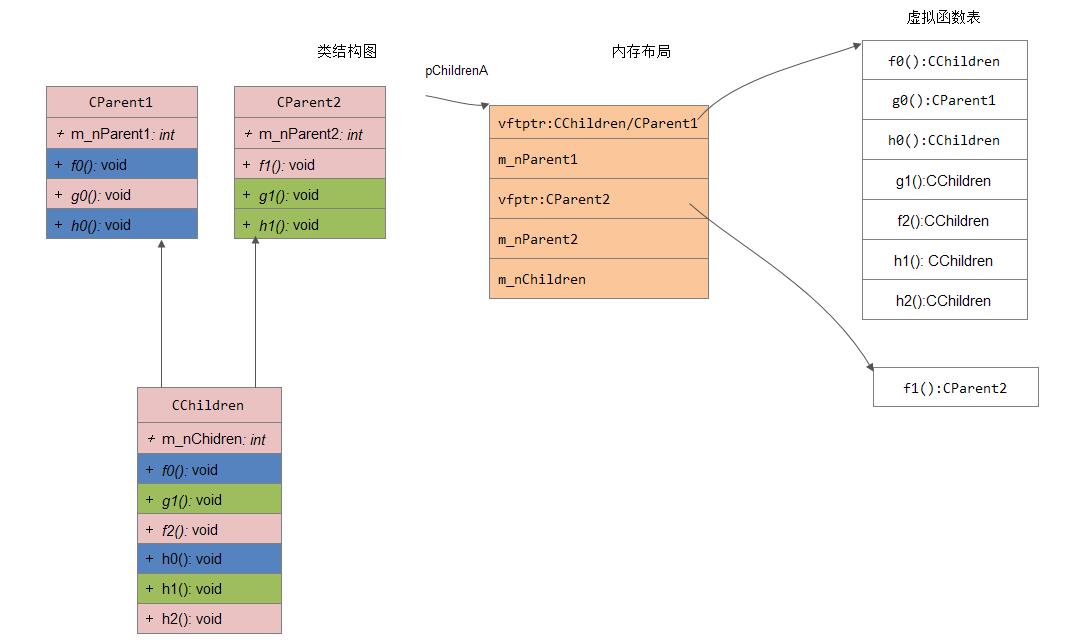 类结构图
CParent1
+ m_nParent1: int
+ f0(): void
+ g0(): void
+ h0(): void
CParent2
+ m_nParent2: int
+ f1(): void
+ g1(): void
+ h1(): void
CChildren
+ m_nChidren: int
+ f0(): void
+ g1(): void
+ f2(): void
+ h0(): void
+ h1(): void
+ h2(): void
内存布局
pChildrenA
vftptr:CChildren/CParent1
m_nParent1
vfptr:CParent2
m_nParent2
m_nChildren
虚拟函数表
f0():CChildren
g0():CParent1
h0():CChildren
g1():CChildren
f2():CChildren
h1(): CChildren
h2():CChildren
f1():CParent2